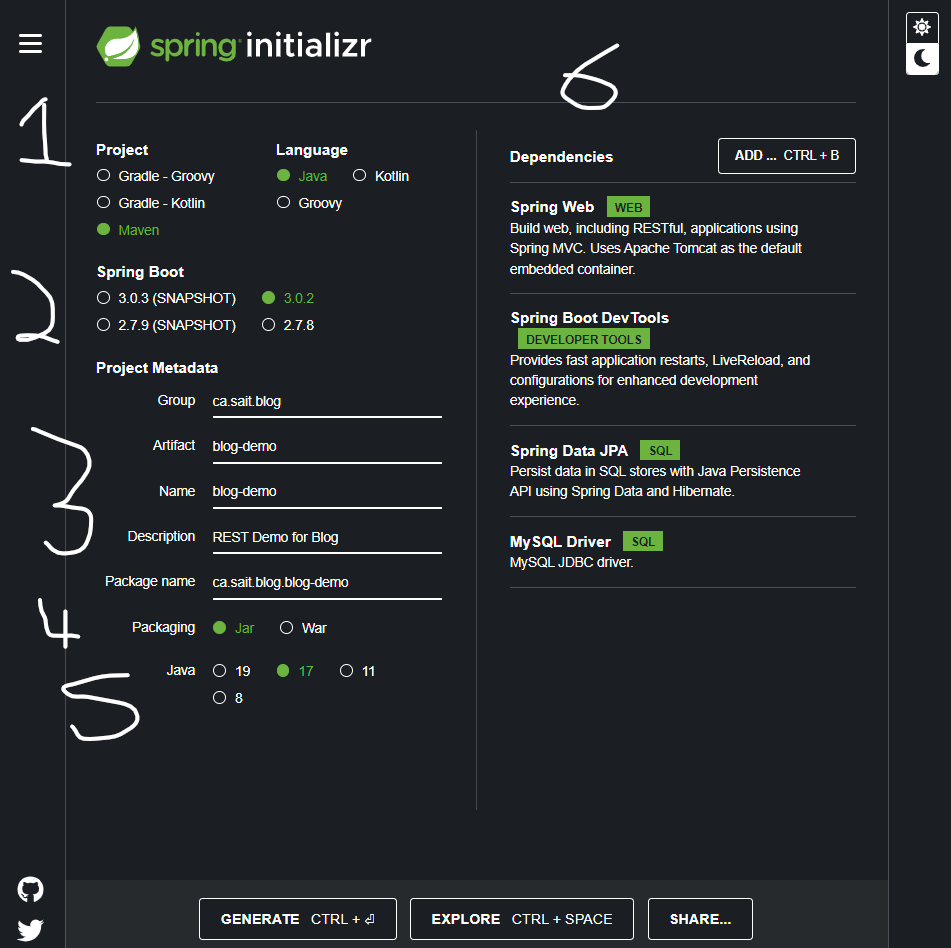 spring initializr
6
1
Project
Gradle - Groovy
Gradle - Kotlin
Maven
Language
Java Kotlin
Groovy
2
Spring Boot
3.0.3 (SNAPSHOT) 3.0.2
2.7.9 (SNAPSHOT) 2.7.8
3
Project Metadata
Group ca.sait.blog
Artifact blog-demo
Name blog-demo
Description REST Demo for Blog
Package name ca.sait.blog.blog-demo
4
Packaging Jar War
5
Java 19 17 11
8
Dependencies ADD ... CTRL + B
Spring Web WEB
Build web, including RESTful, applications using
Spring MVC. Uses Apache Tomcat as the default
embedded container.
Spring Boot DevTools
DEVELOPER TOOLS
Provides fast application restarts, LiveReload, and
configurations for enhanced development
experience.
Spring Data JPA SQL
Persist data in SQL stores with Java Persistence
API using Spring Data and Hibernate.
MySQL Driver SQL
MySQL JDBC driver.
GENERATE CTRL + ⏎ EXPLORE CTRL + SPACE SHARE...